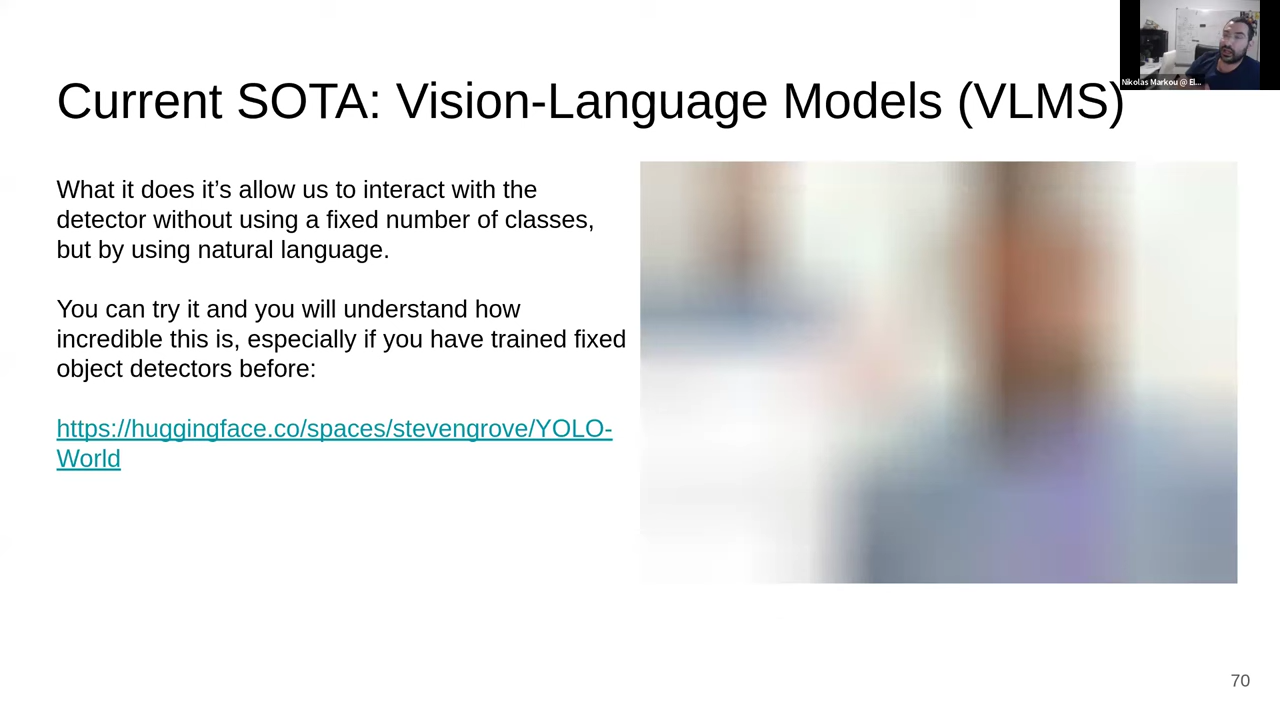 Nikolas Markou @ El...
Current SOTA: Vision-Language Models (VLMS)
What it does it’s allow us to interact with the
detector without using a fixed number of classes,
but by using natural language.
You can try it and you will understand how
incredible this is, especially if you have trained fixed
object detectors before:
https://huggingface.co/spaces/stevengrove/YOLO-
World
70